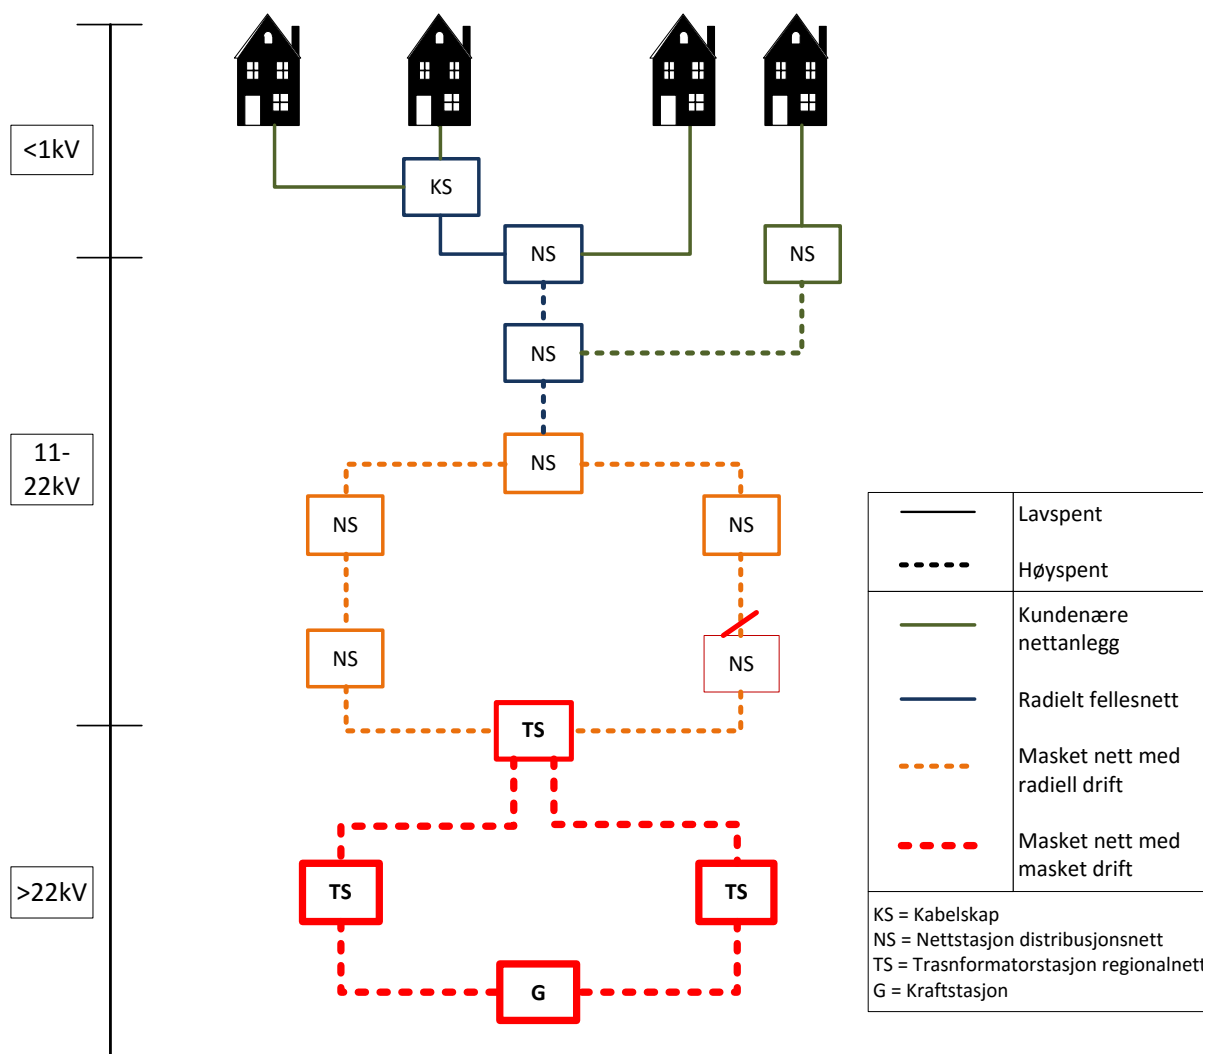 <1kV
KS
NS
NS
NS
11-
22kV
NS
NS
NS
NS
NS
TS
>22kV
TS
TS
G
Lavspent
Høyspent
Kundenære
nettanlegg
Radielt fellesnett
Masket nett med
radiell drift
Masket nett med
masket drift
KS = Kabelskap
NS = Nettstasjon distribusjonsnett
TS = Trasnformatorstasjon regionalnett
G = Kraftstasjon